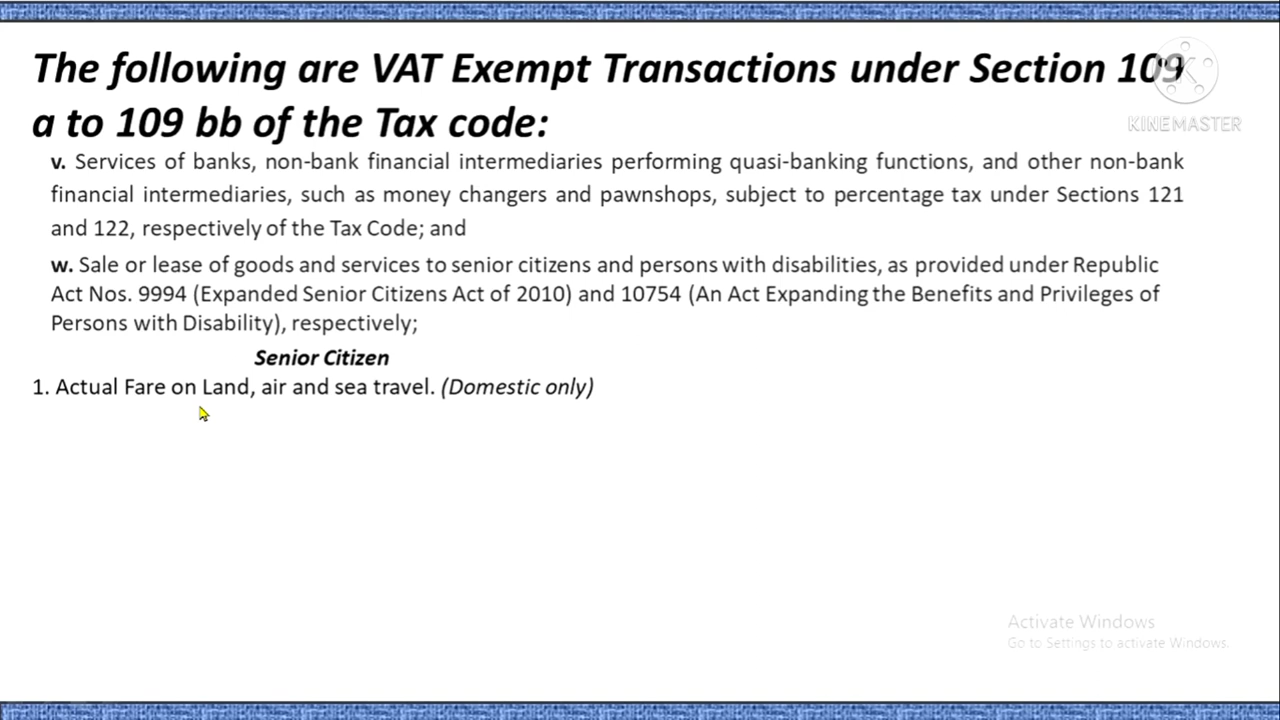 The following are VAT Exempt Transactions under Section 109
a to 109 bb of the Tax code:
KINEMASTER
v. Services of banks, non-bank financial intermediaries performing quasi-banking functions, and other non-bank
financial intermediaries, such as money changers and pawnshops, subject to percentage tax under Sections 121
and 122, respectively of the Tax Code; and
w. Sale or lease of goods and services to senior citizens and persons with disabilities, as provided under Republic
Act Nos. 9994 (Expanded Senior Citizens Act of 2010) and 10754 (An Act Expanding the Benefits and Privileges of
Persons with Disability), respectively;
Senior Citizen
1. Actual Fare on Land, air and sea travel. (Domestic only)
Activate Windows
Go to Settings to activate Windows.